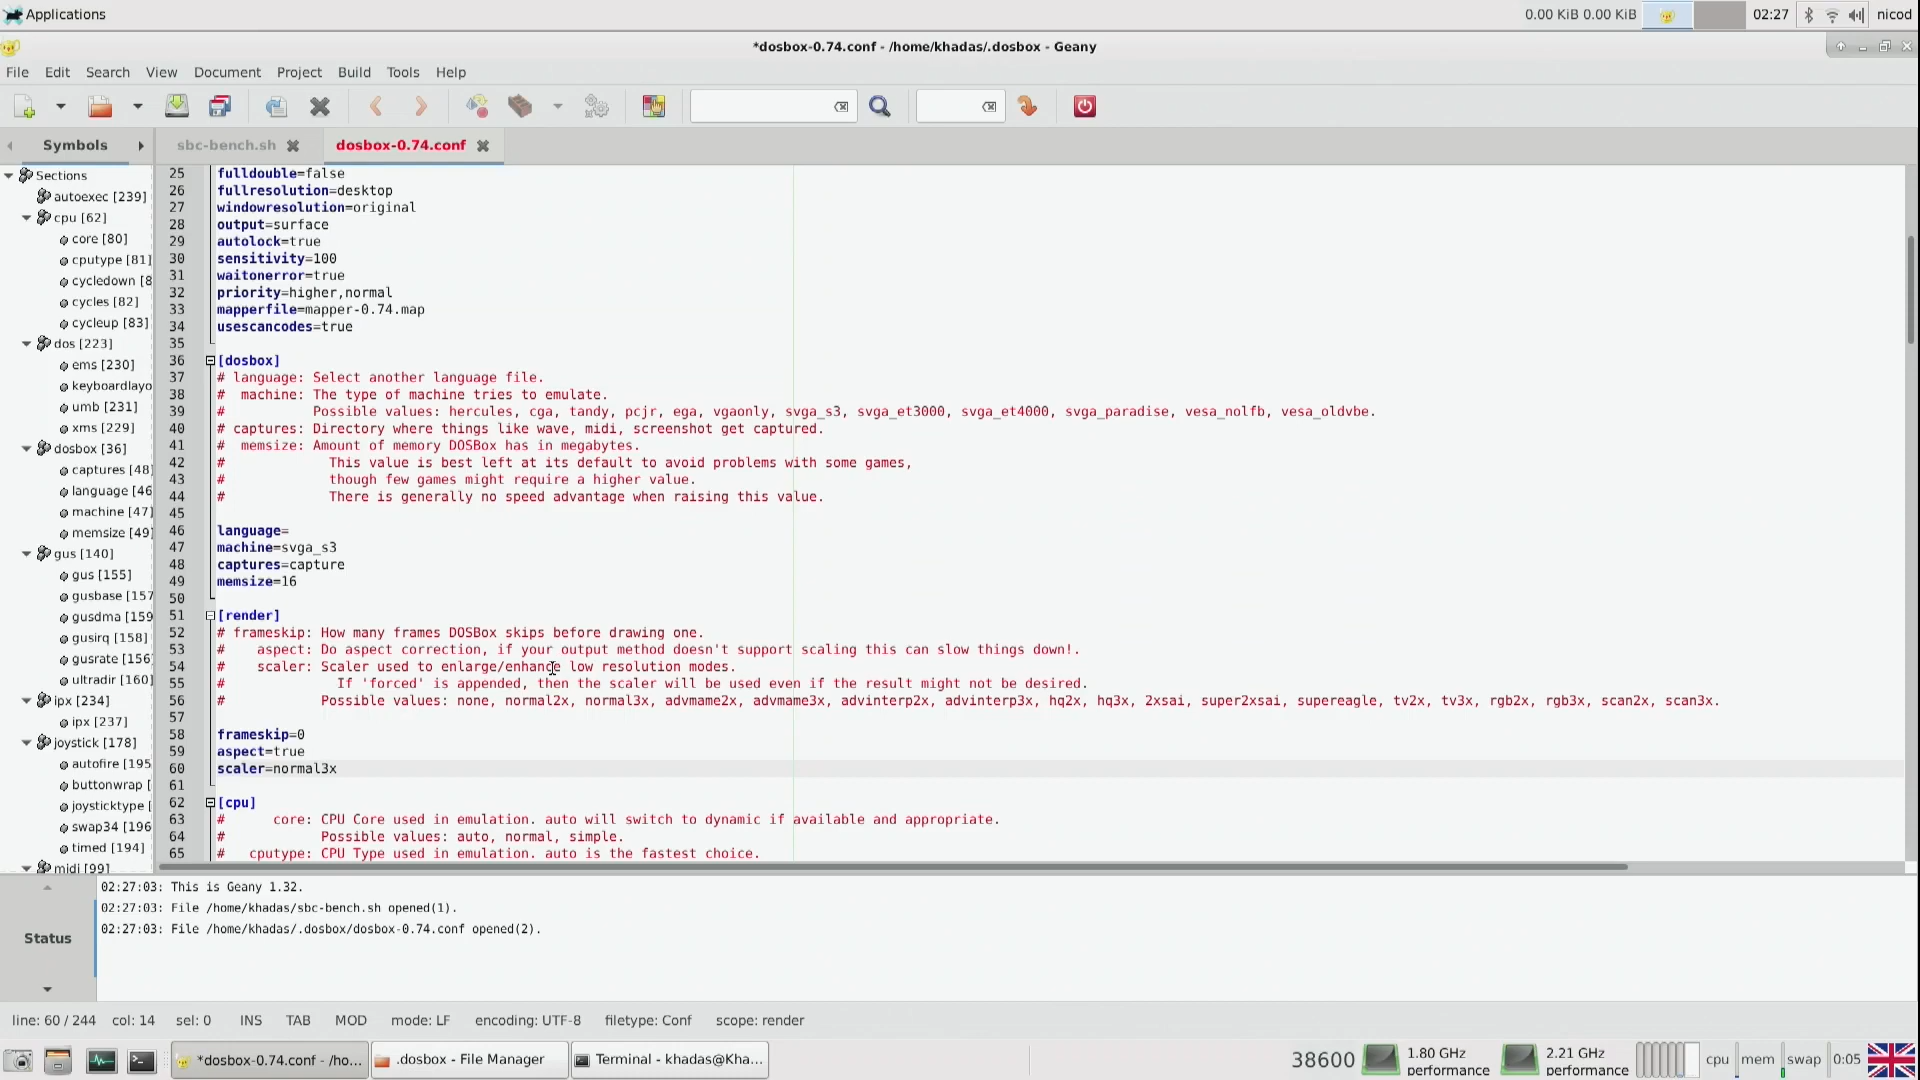 Applications
0.00 KiB 0.00 KiB
02:27
nicod
*dosbox-0.74.conf - /home/khadas/.dosbox - Geany
File Edit Search View Document Project Build Tools Help
Symbols
sbc-bench.sh
dosbox-0.74.conf
Sections
autoexec [239]
cpu [62]
core [80]
cputype [81]
cycledown [8
cycles [82]
cycleup [83]
dos [223]
ems [230]
keyboardlayo
umb [231]
xms [229]
dosbox [36]
captures [48]
language [46
machine [47]
memsize [49]
gus [140]
gus [155]
gusbase [157
gusdma [159
gusirq [158]
gusrate [156
ultradir [160]
ipx [234]
ipx [237]
joystick [178]
autofire [195
buttonwrap [
joysticktype [
swap34 [196
timed [194]
midi [99]
25 fulldouble=false
26 fullresolution=desktop
27 windowresolution=original
28 output=surface
29 autolock=true
30 sensitivity=100
31 waitonerror=true
32 priority=higher,normal
33 mapperfile=mapper-0.74.map
34 usescancodes=true
35
36 [dosbox]
37 # language: Select another language file.
38 #  machine: The type of machine tries to emulate.
39 #           Possible values: hercules, cga, tandy, pcjr, ega, vgaonly, svga_s3, svga_et3000, svga_et4000, svga_paradise, vesa_nolfb, vesa_oldvbe.
40 # captures: Directory where things like wave, midi, screenshot get captured.
41 #  memsize: Amount of memory DOSBox has in megabytes.
42 #             This value is best left at its default to avoid problems with some games,
43 #             though few games might require a higher value.
44 #             There is generally no speed advantage when raising this value.
45
46 language=
47 machine=svga_s3
48 captures=capture
49 memsize=16
50
51 [render]
52 # frameskip: How many frames DOSBox skips before drawing one.
53 #    aspect: Do aspect correction, if your output method doesn't support scaling this can slow things down!.
54 #    scaler: Scaler used to enlarge/enhance low resolution modes.
55 #              If 'forced' is appended, then the scaler will be used even if the result might not be desired.
56 #            Possible values: none, normal2x, normal3x, advmame2x, advmame3x, advinterp2x, advinterp3x, hq2x, hq3x, 2xsai, super2xsai, supereagle, tv2x, tv3x, rgb2x, rgb3x, scan2x, scan3x.
57
58 frameskip=0
59 aspect=true
60 scaler=normal3x
61
62 [cpu]
63 #      core: CPU Core used in emulation. auto will switch to dynamic if available and appropriate.
64 #            Possible values: auto, normal, simple.
65 #   cputype: CPU Type used in emulation. auto is the fastest choice.
Status
02:27:03: This is Geany 1.32.
02:27:03: File /home/khadas/sbc-bench.sh opened(1).
02:27:03: File /home/khadas/.dosbox/dosbox-0.74.conf opened(2).
line: 60 / 244 col: 14 sel: 0 INS TAB MOD mode: LF encoding: UTF-8 filetype: Conf scope: render
*dosbox-0.74.conf - /ho...
.dosbox - File Manager
Terminal - khadas@Kha...
38600
1.80 GHz
performance
2.21 GHz
performance
cpu
mem
swap
0:05